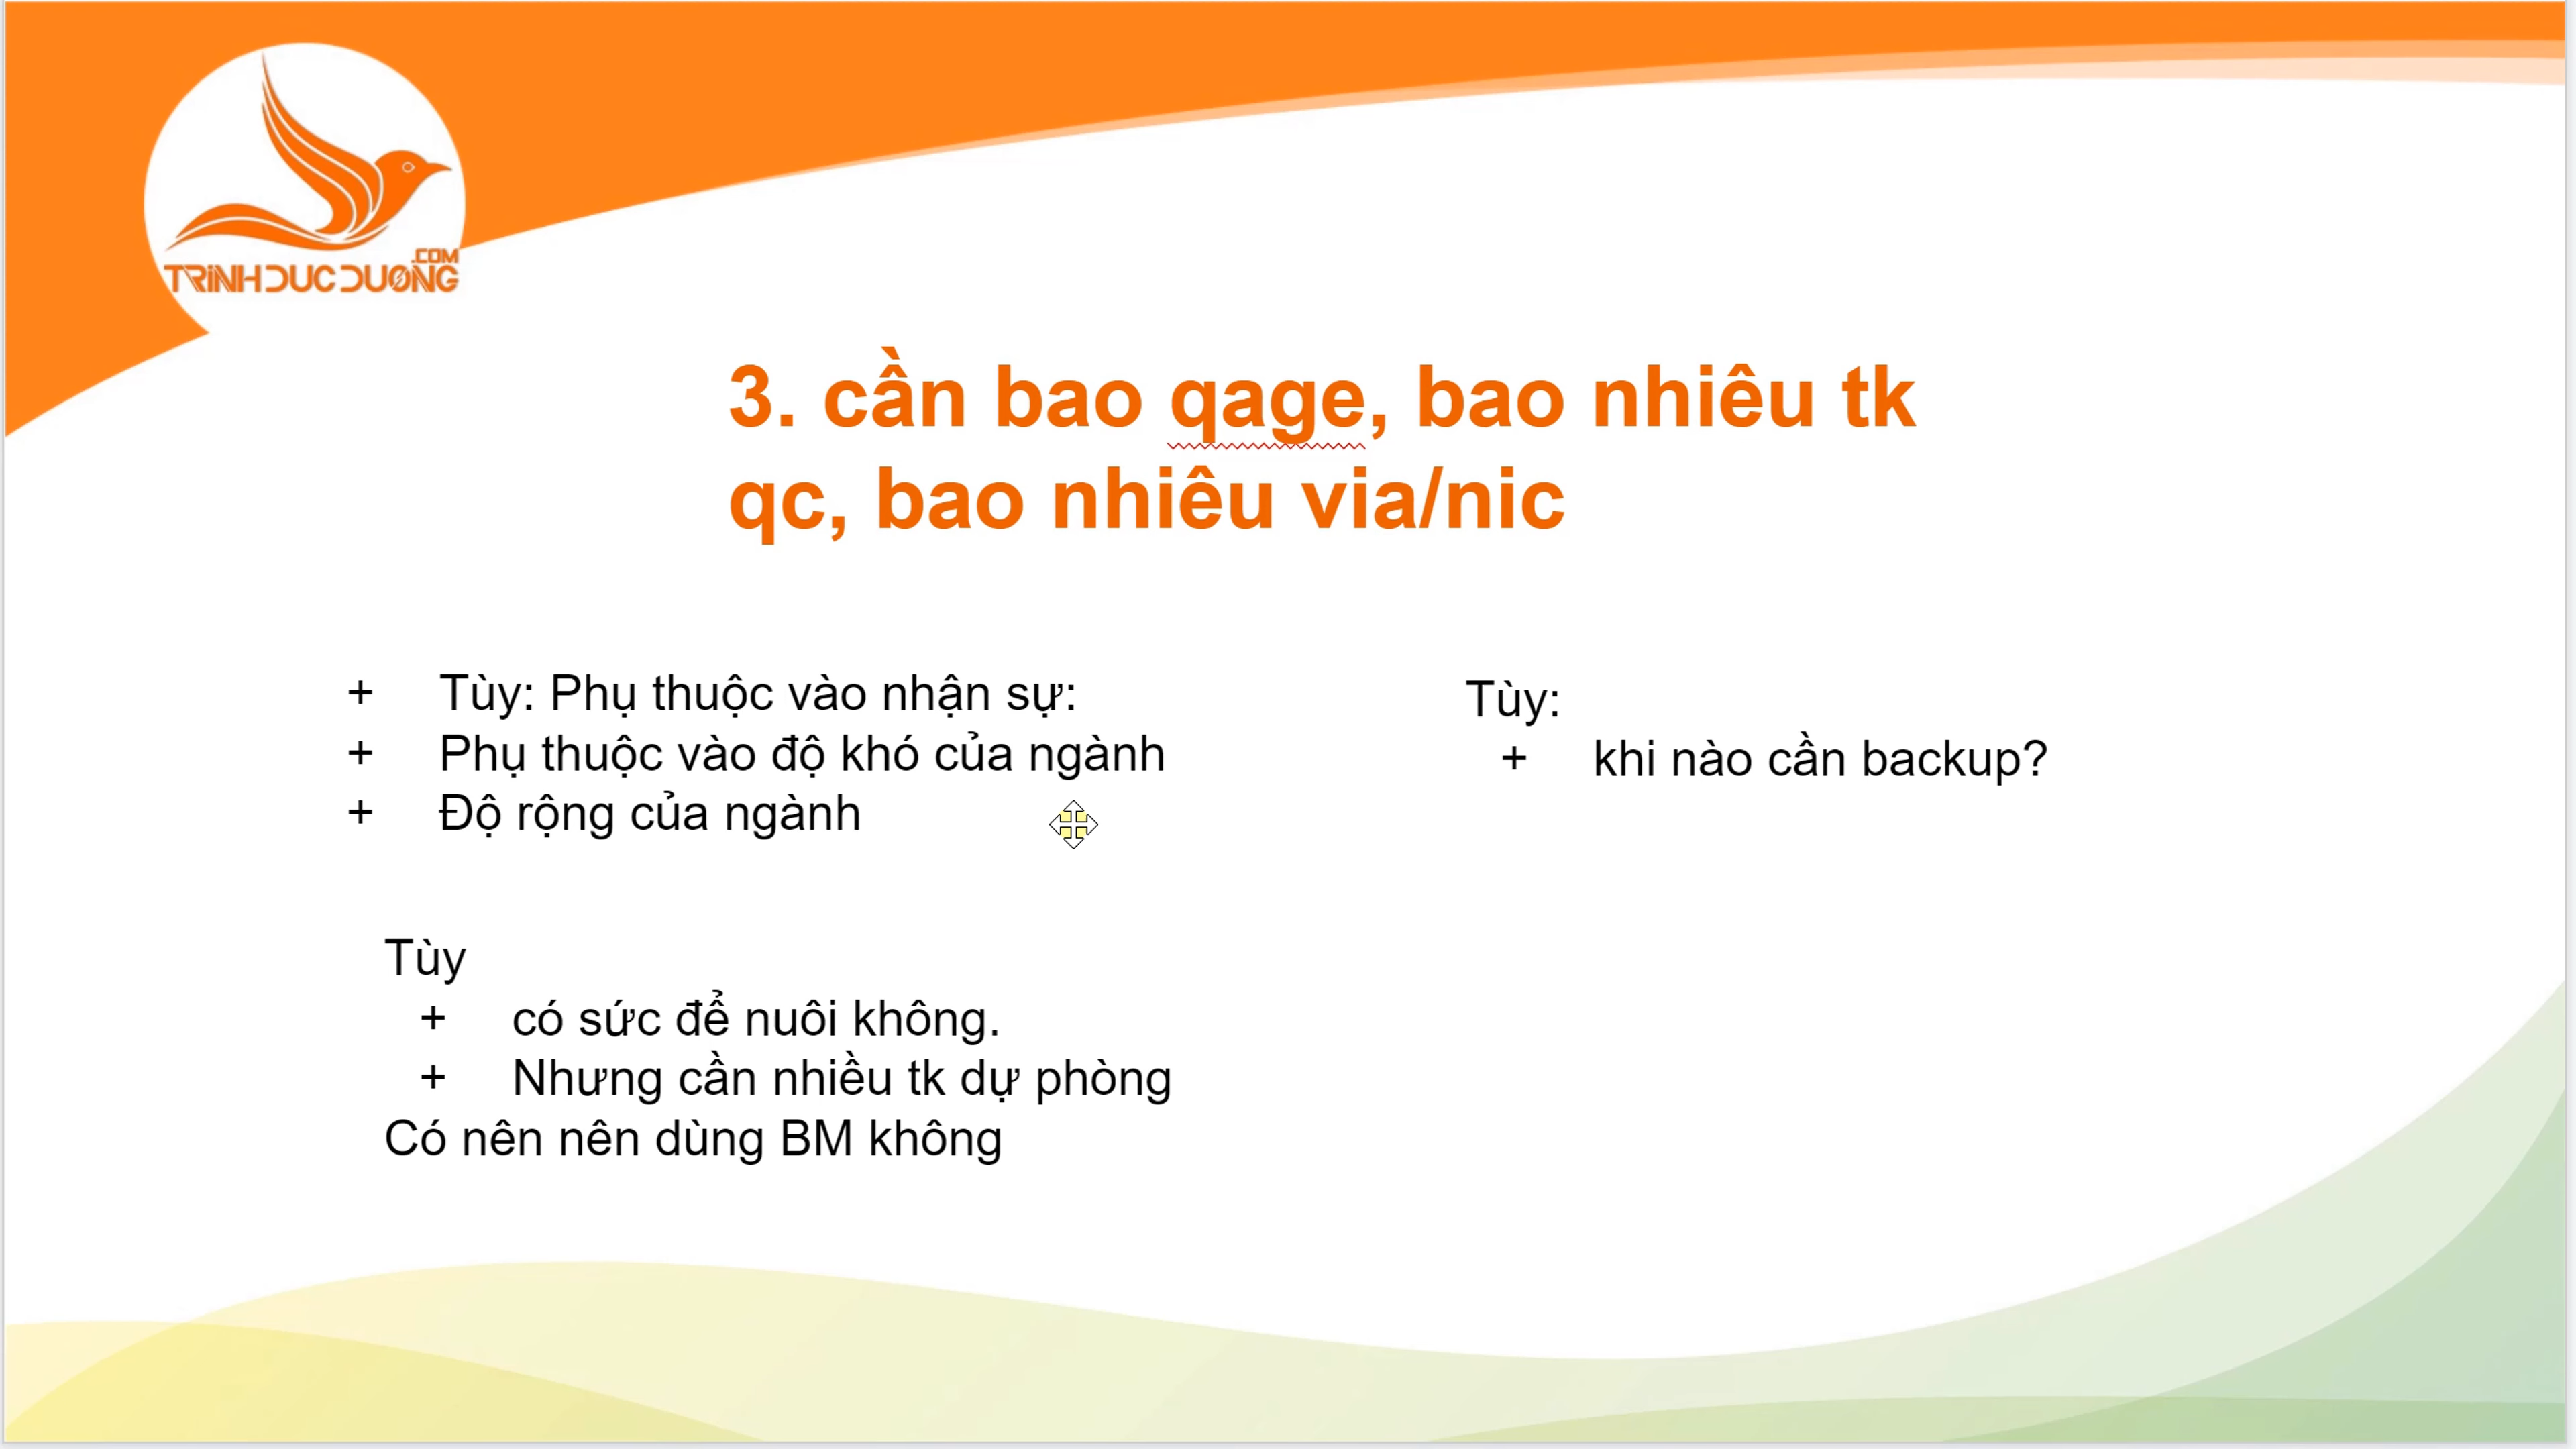 .COM
TRINHDUCDUONG
3. cần bao qage, bao nhiêu tk
qc, bao nhiêu via/nic
+ Tùy: Phụ thuộc vào nhận sự:
+ Phụ thuộc vào độ khó của ngành
+ Độ rộng của ngành
Tùy:
+ khi nào cần backup?
Tùy
+ có sức để nuôi không.
+ Nhưng cần nhiều tk dự phòng
Có nên nên dùng BM không